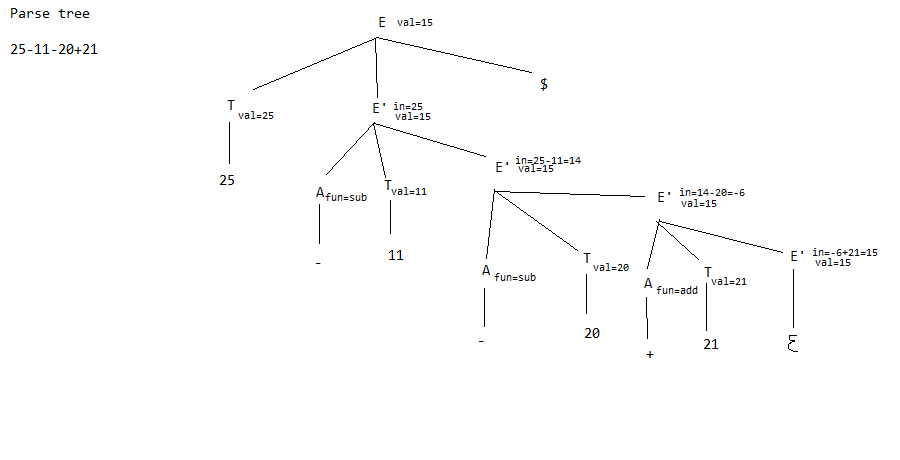 Parse tree
25-11-20+21
E val=15
$
T val=25
E' in=25
val=15
25
A fun=sub
T val=11
E' in=25-11=14
val=15
-
11
A fun=sub
T val=20
E' in=14-20=-6
val=15
-
20
A fun=add
T val=21
E' in=-6+21=15
val=15
+
21
ε